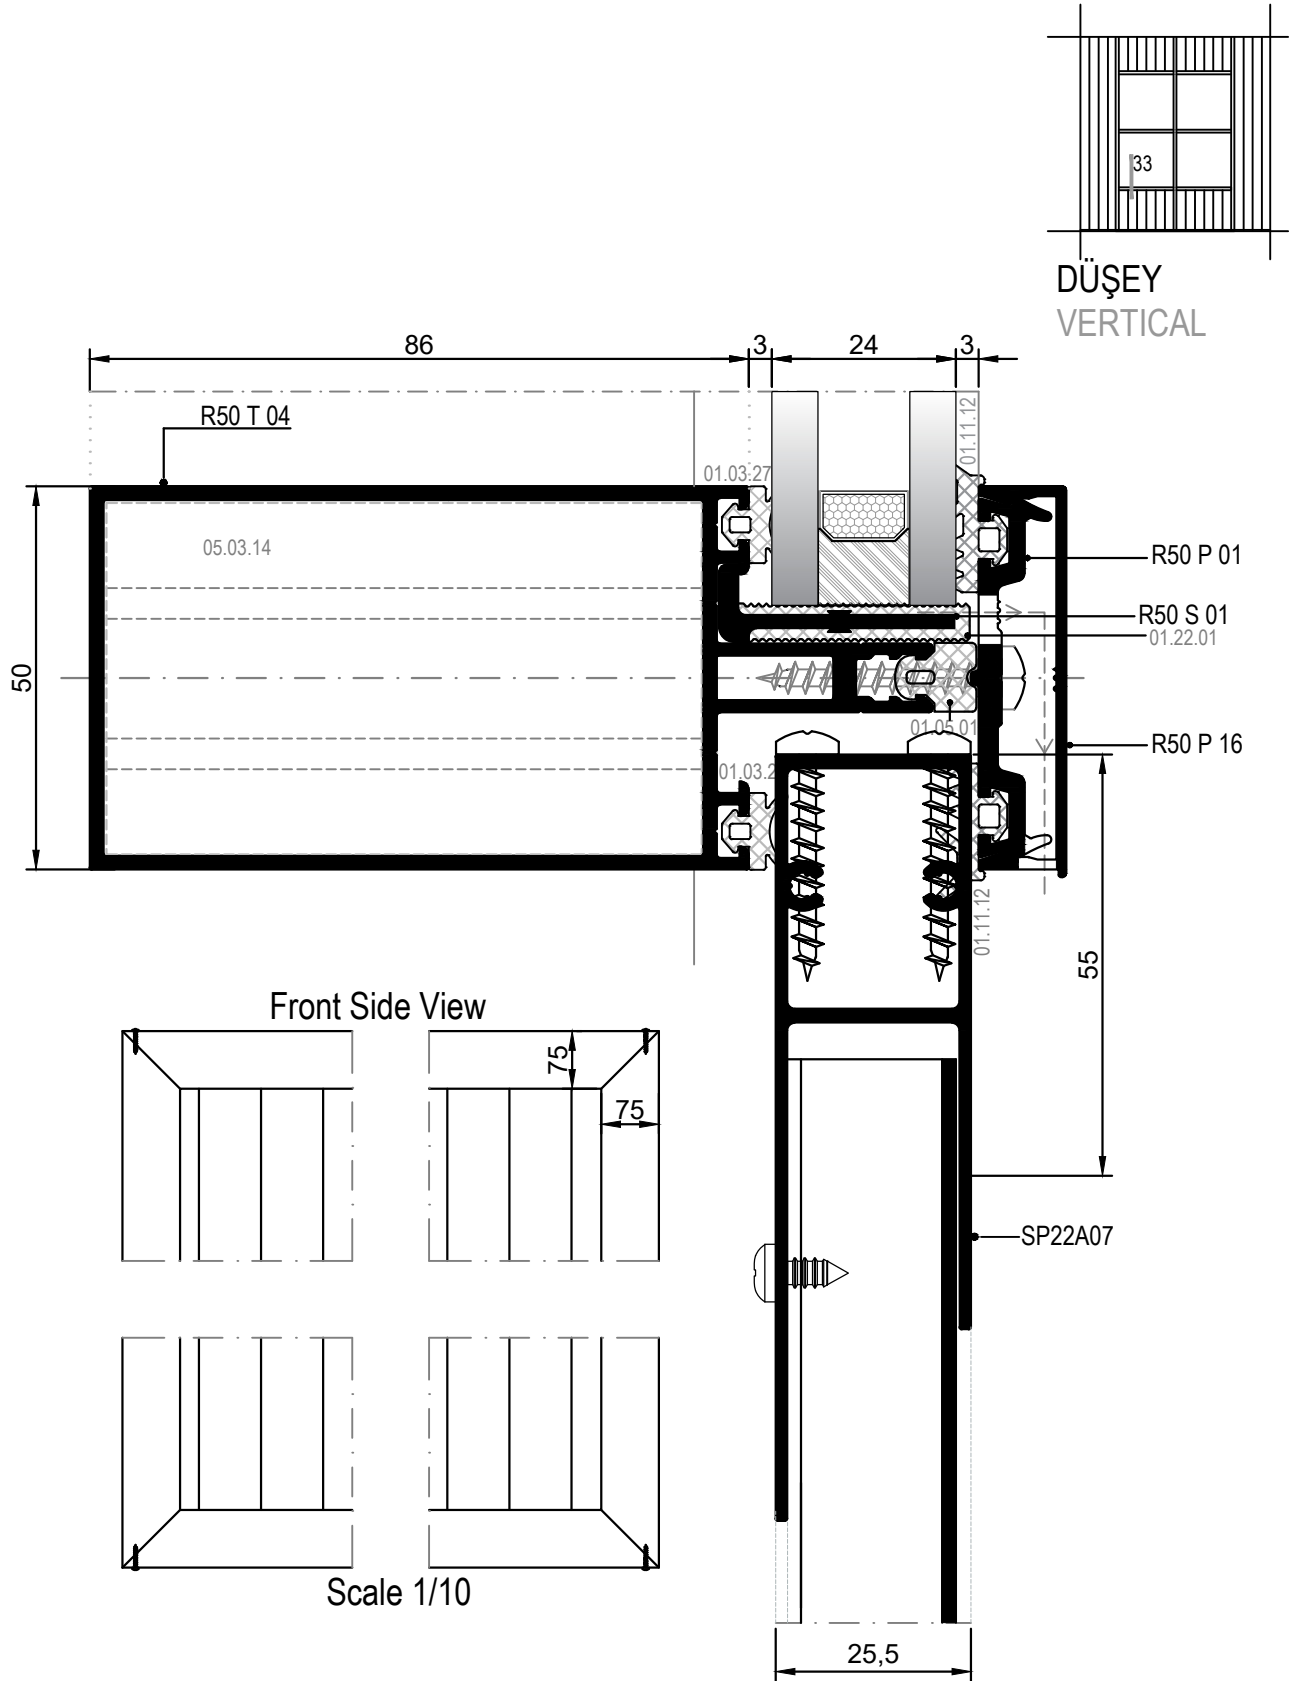 33
DÜŞEY
VERTICAL
86
3
24
3
R50 T 04
01.03.27
01.11.12
05.03.14
R50 P 01
R50 S 01
01.22.01
50
01.05.01
R50 P 16
01.03.2
01.11.12
55
Front Side View
75
75
SP22A07
Scale 1/10
25,5